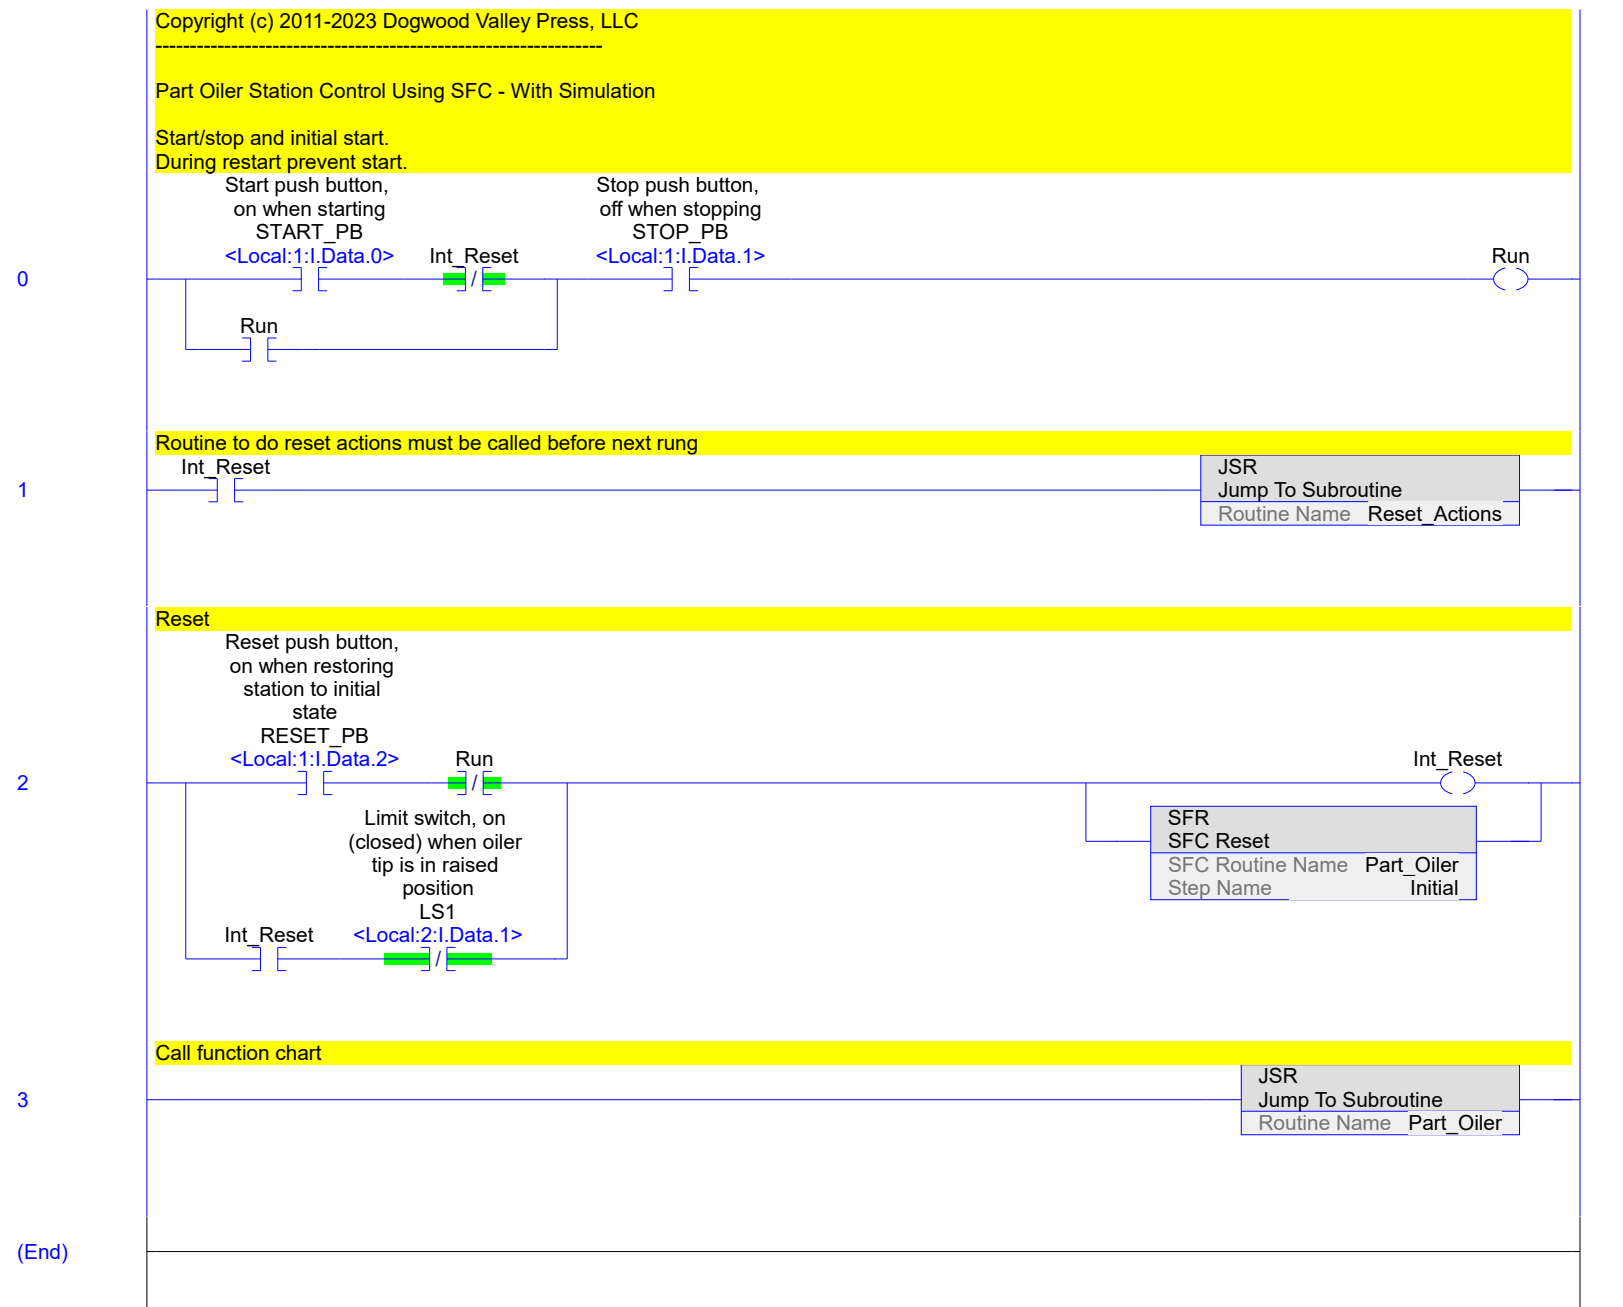 Copyright (c) 2011-2023 Dogwood Valley Press, LLC
-----------------------------------------------------------------
Part Oiler Station Control Using SFC - With Simulation
Start/stop and initial start.
During restart prevent start.
Start push button,
on when starting
START_PB
<Local:1:I.Data.0>
Int_Reset
Stop push button,
off when stopping
STOP_PB
<Local:1:I.Data.1>
Run
0
/
Run
Routine to do reset actions must be called before next rung
Int_Reset
1
JSR
Jump To Subroutine
Routine Name Reset_Actions
Reset
Reset push button,
on when restoring
station to initial
state
RESET_PB
<Local:1:I.Data.2>
Run
Int_Reset
2
/
SFR
SFC Reset
SFC Routine Name Part_Oiler
Step Name Initial
Limit switch, on
(closed) when oiler
tip is in raised
position
LS1
Int_Reset
<Local:2:I.Data.1>
/
Call function chart
3
JSR
Jump To Subroutine
Routine Name Part_Oiler
(End)